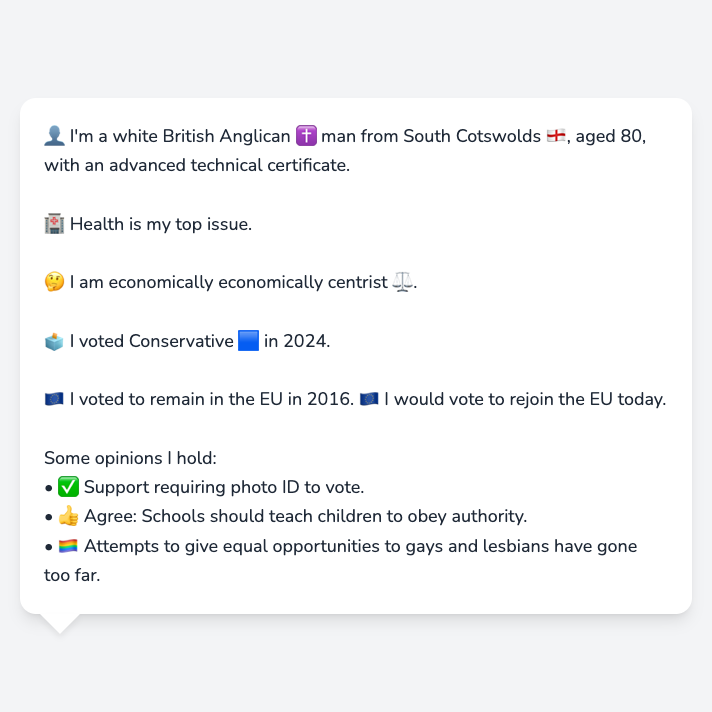 👤 I'm a white British Anglican ✝️ man from South Cotswolds 🏴󠁧󠁢󠁥󠁮󠁧󠁿, aged 80,
with an advanced technical certificate.
🏥 Health is my top issue.
🤔 I am economically economically centrist ⚖️.
🗳️ I voted Conservative 🟦 in 2024.
🇪🇺 I voted to remain in the EU in 2016. 🇪🇺 I would vote to rejoin the EU today.
Some opinions I hold:
• ✅ Support requiring photo ID to vote.
• 👍 Agree: Schools should teach children to obey authority.
• 🏳️‍🌈 Attempts to give equal opportunities to gays and lesbians have gone
too far.